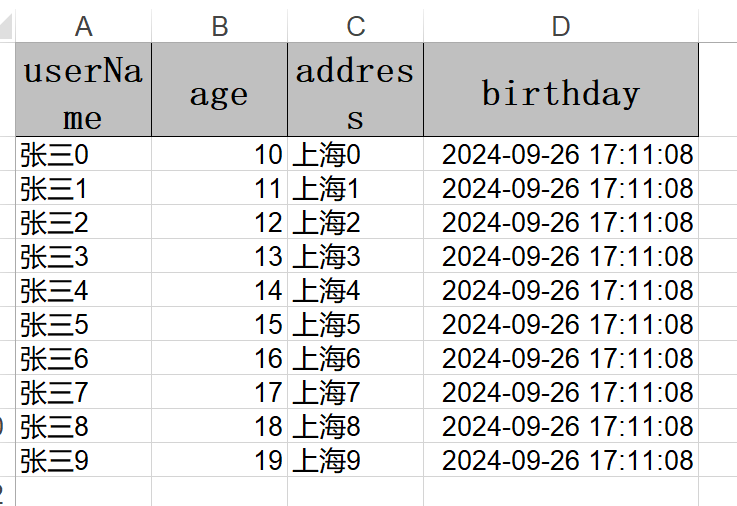 A B C D
userName age address birthday
张三0 10 上海0 2024-09-26 17:11:08
张三1 11 上海1 2024-09-26 17:11:08
张三2 12 上海2 2024-09-26 17:11:08
张三3 13 上海3 2024-09-26 17:11:08
张三4 14 上海4 2024-09-26 17:11:08
张三5 15 上海5 2024-09-26 17:11:08
张三6 16 上海6 2024-09-26 17:11:08
张三7 17 上海7 2024-09-26 17:11:08
张三8 18 上海8 2024-09-26 17:11:08
张三9 19 上海9 2024-09-26 17:11:08